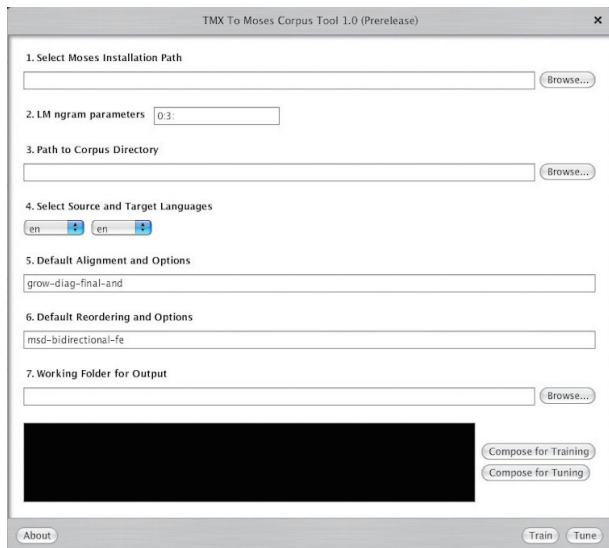 TMX To Moses Corpus Tool 1.0 (Prerelease)
1. Select Moses Installation Path
Browse...
2. LM ngram parameters 0:3:
3. Path to Corpus Directory
Browse...
4. Select Source and Target Languages
en en
5. Default Alignment and Options
grow-diag-final-and
6. Default Reordering and Options
msd-bidirectional-fe
7. Working Folder for Output
Browse...
Compose for Training
Compose for Tuning
About Train Tune